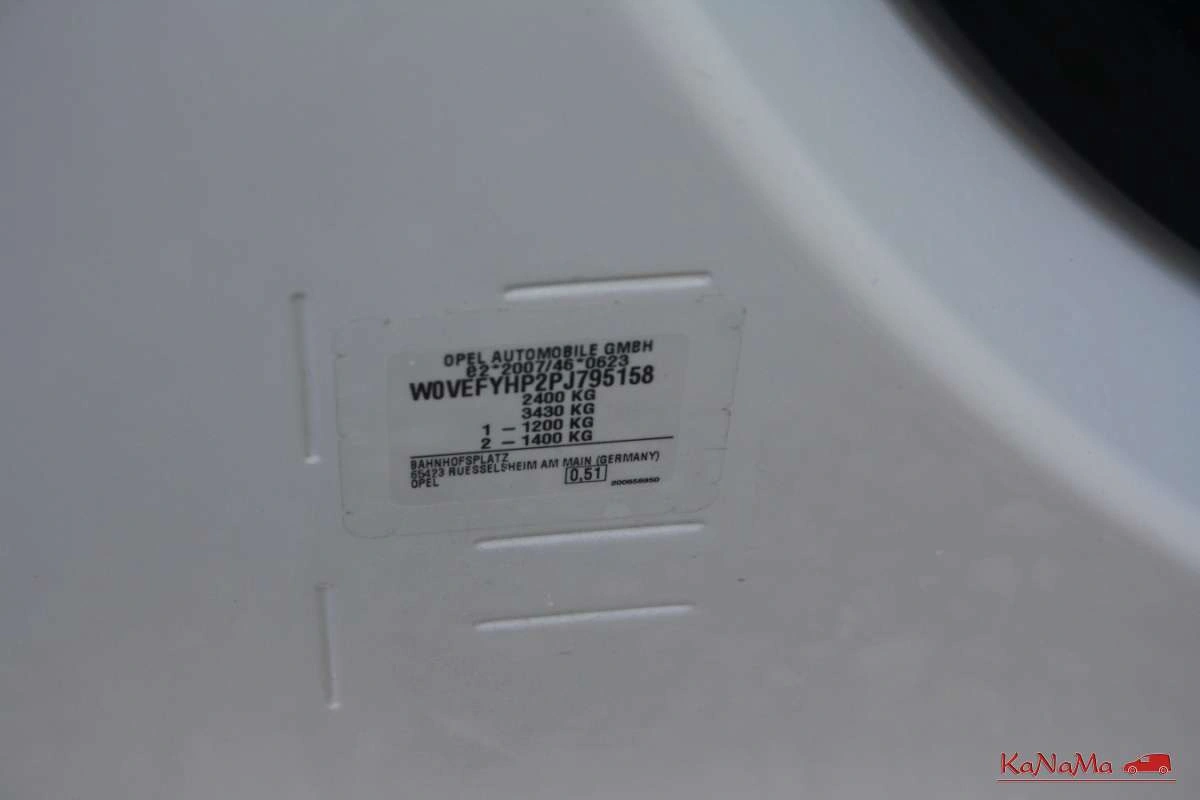 OPEL AUTOMOBILE GMBH
e2*2007/46*0623
W0VEFYHP2PJ795158
2400 KG
3430 KG
1 – 1200 KG
2 – 1400 KG
BAHNHOFSPLATZ
65423 RUESSELSHEIM AM MAIN (GERMANY)
OPEL 0,51 200656950
KaNaMa